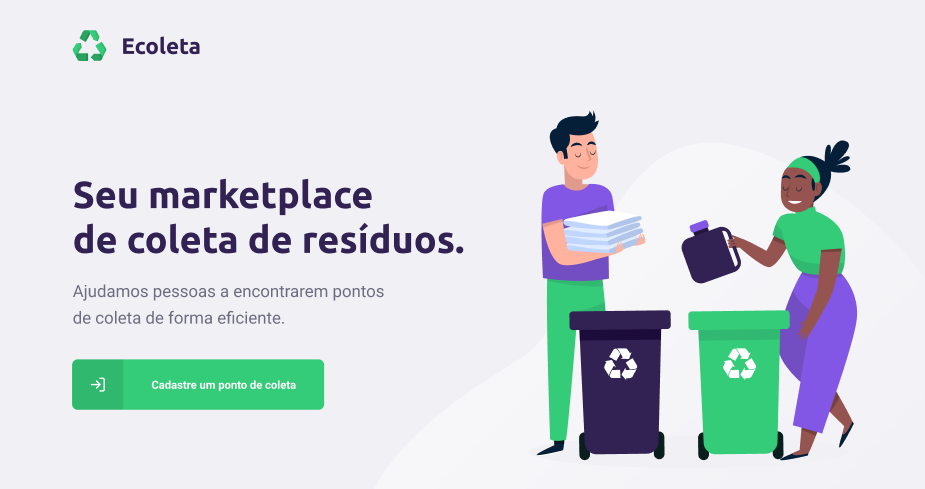 Ecoleta
Seu marketplace
de coleta de resíduos.
Ajudamos pessoas a encontrarem pontos
de coleta de forma eficiente.
Cadastre um ponto de coleta